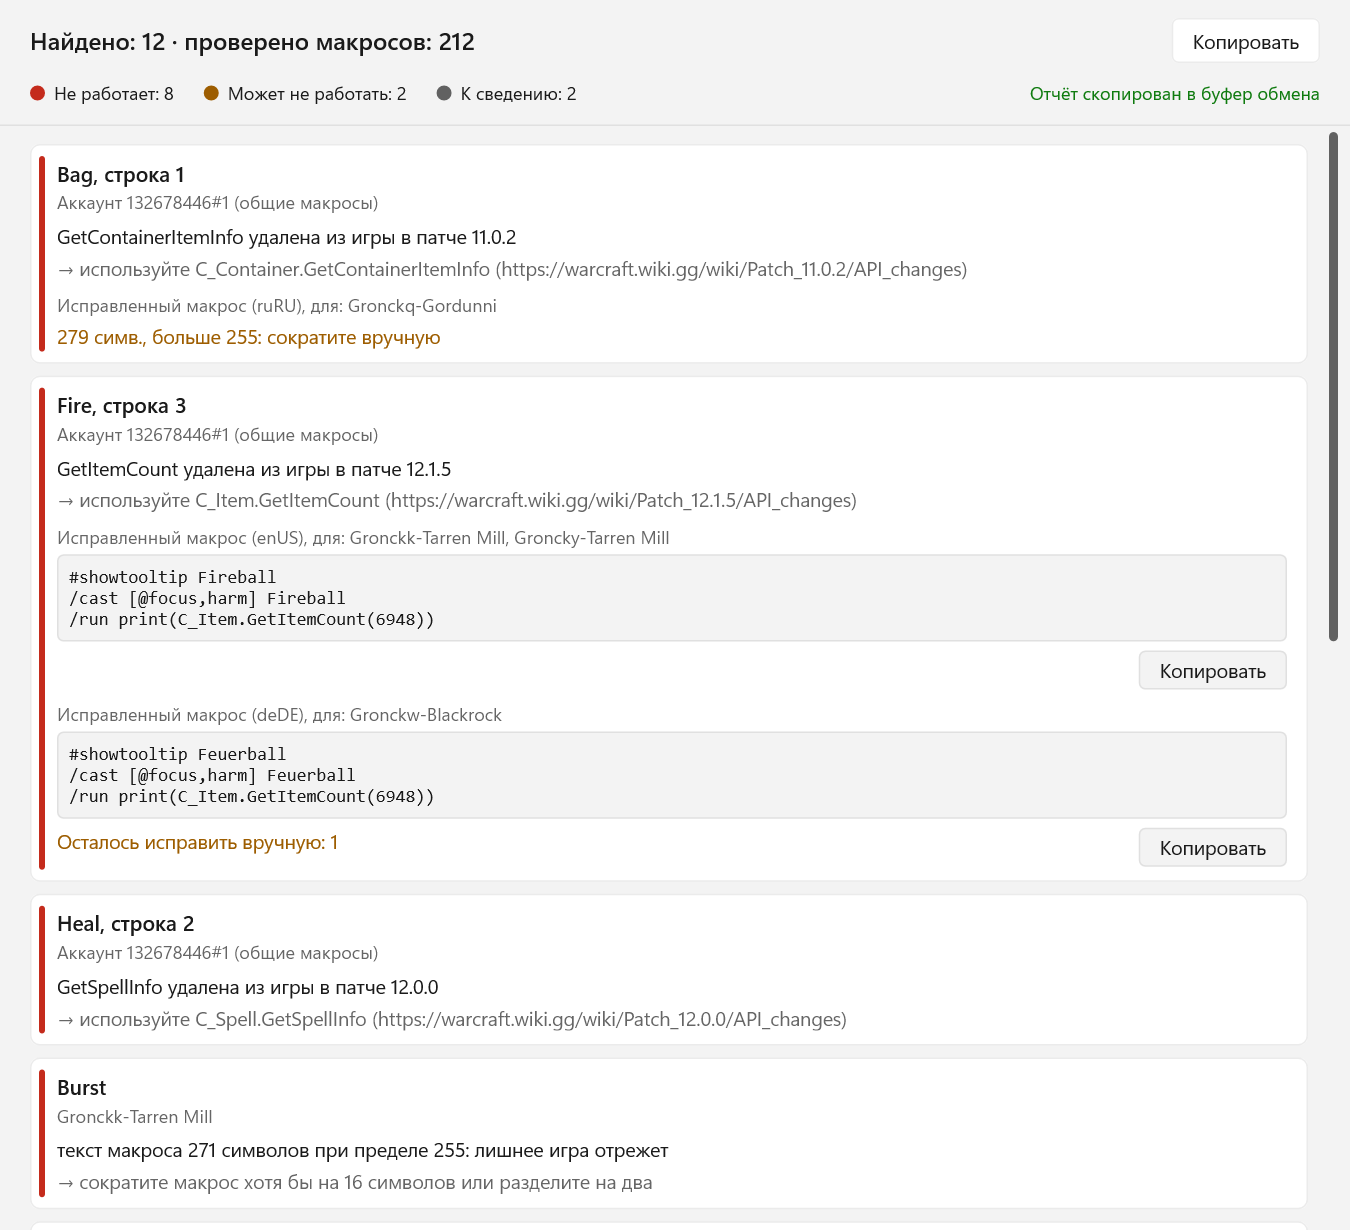 Найдено: 12 · проверено макросов: 212
Копировать
Не работает: 8
Может не работать: 2
К сведению: 2
Отчёт скопирован в буфер обмена
Bag, строка 1
Аккаунт 132678446#1 (общие макросы)
GetContainerItemInfo удалена из игры в патче 11.0.2
→ используйте C_Container.GetContainerItemInfo (https://warcraft.wiki.gg/wiki/Patch_11.0.2/API_changes)
Исправленный макрос (ruRU), для: Gronckq-Gordunni
279 симв., больше 255: сократите вручную
Fire, строка 3
Аккаунт 132678446#1 (общие макросы)
GetItemCount удалена из игры в патче 12.1.5
→ используйте C_Item.GetItemCount (https://warcraft.wiki.gg/wiki/Patch_12.1.5/API_changes)
Исправленный макрос (enUS), для: Gronckk-Tarren Mill, Groncky-Tarren Mill
#showtooltip Fireball
/cast [@focus,harm] Fireball
/run print(C_Item.GetItemCount(6948))
Копировать
Исправленный макрос (deDE), для: Gronckw-Blackrock
#showtooltip Feuerball
/cast [@focus,harm] Feuerball
/run print(C_Item.GetItemCount(6948))
Осталось исправить вручную: 1
Копировать
Heal, строка 2
Аккаунт 132678446#1 (общие макросы)
GetSpellInfo удалена из игры в патче 12.0.0
→ используйте C_Spell.GetSpellInfo (https://warcraft.wiki.gg/wiki/Patch_12.0.0/API_changes)
Burst
Gronckk-Tarren Mill
текст макроса 271 символов при пределе 255: лишнее игра отрежет
→ сократите макрос хотя бы на 16 символов или разделите на два